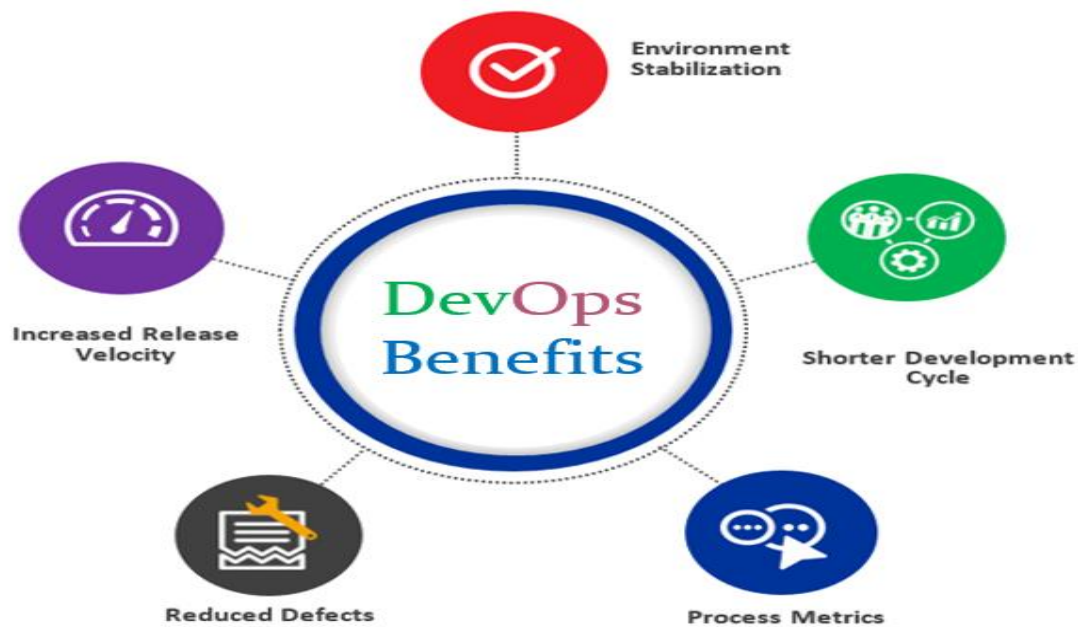 Environment
Stabilization
Increased Release
Velocity
DevOps
Benefits
Shorter Development
Cycle
Reduced Defects
Process Metrics